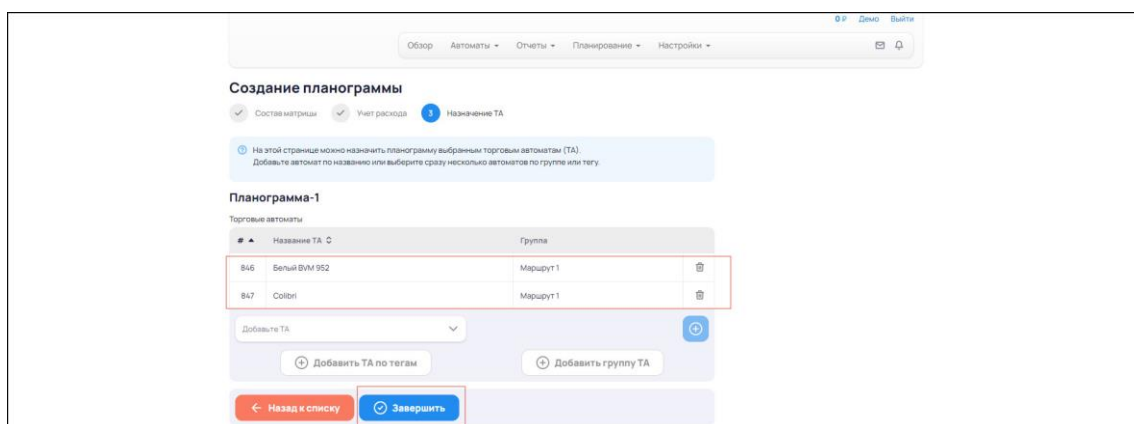 0 ₽ Демо Выйти
Обзор Автоматы Отчеты Планирование Настройки
Создание планограммы
Состав матрицы Учет расхода 3 Назначение ТА
На этой странице можно назначить планограмму выбранным торговым автоматам (ТА).
Добавьте автомат по названию или выберите сразу несколько автоматов по группе или тегу.
Планограмма-1
Торговые автоматы
# Название ТА Группа
846 Белый BVM 952 Маршрут 1
847 Colibri Маршрут 1
Добавьте ТА
Добавить ТА по тегам Добавить группу ТА
Назад к списку Завершить